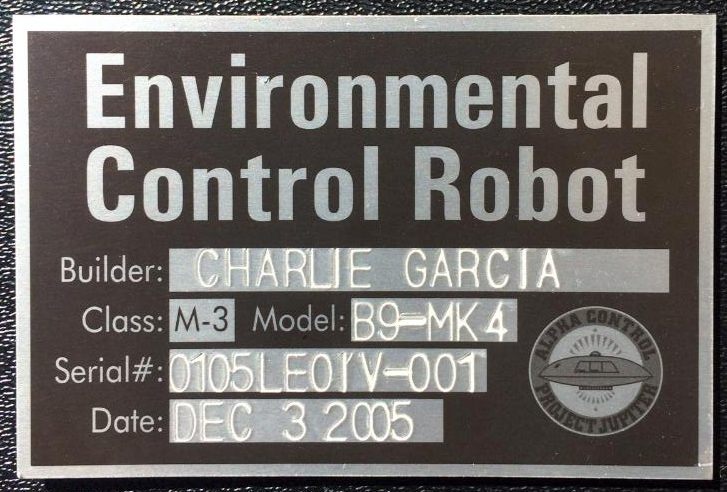 Environmental
Control Robot
Builder: CHARLIE GARCIA
Class: M-3 Model: B9-MK4
Serial#: 0105LE01V-001
Date: DEC 3 2005
ALPHA CONTROL
PROJECT JUPITER